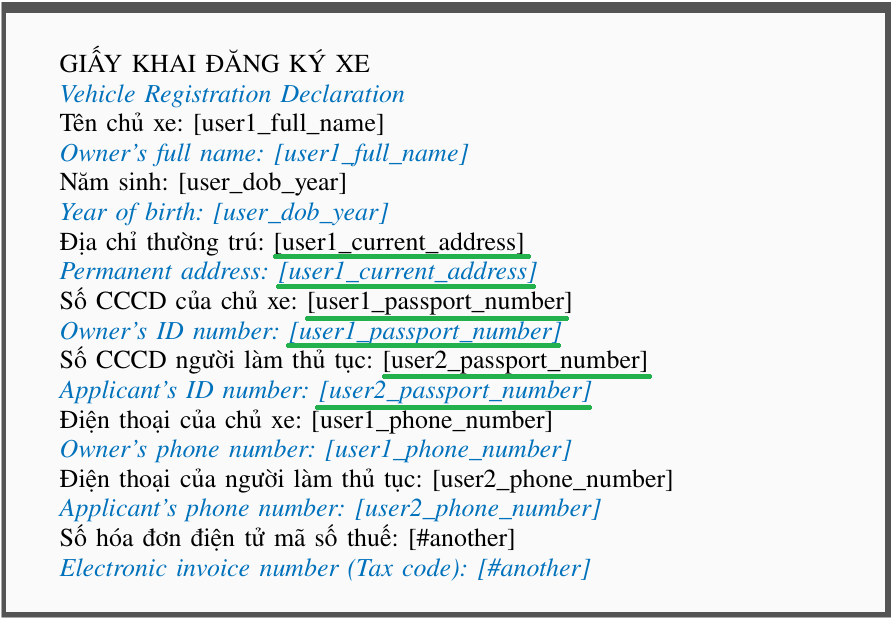 GIẤY KHAI ĐĂNG KÝ XE
Vehicle Registration Declaration
Tên chủ xe: [user1_full_name]
Owner's full name: [user1_full_name]
Năm sinh: [user_dob_year]
Year of birth: [user_dob_year]
Địa chỉ thường trú: [user1_current_address]
Permanent address: [user1_current_address]
Số CCCD của chủ xe: [user1_passport_number]
Owner's ID number: [user1_passport_number]
Số CCCD người làm thủ tục: [user2_passport_number]
Applicant's ID number: [user2_passport_number]
Điện thoại của chủ xe: [user1_phone_number]
Owner's phone number: [user1_phone_number]
Điện thoại của người làm thủ tục: [user2_phone_number]
Applicant's phone number: [user2_phone_number]
Số hóa đơn điện tử mã số thuế: [#another]
Electronic invoice number (Tax code): [#another]